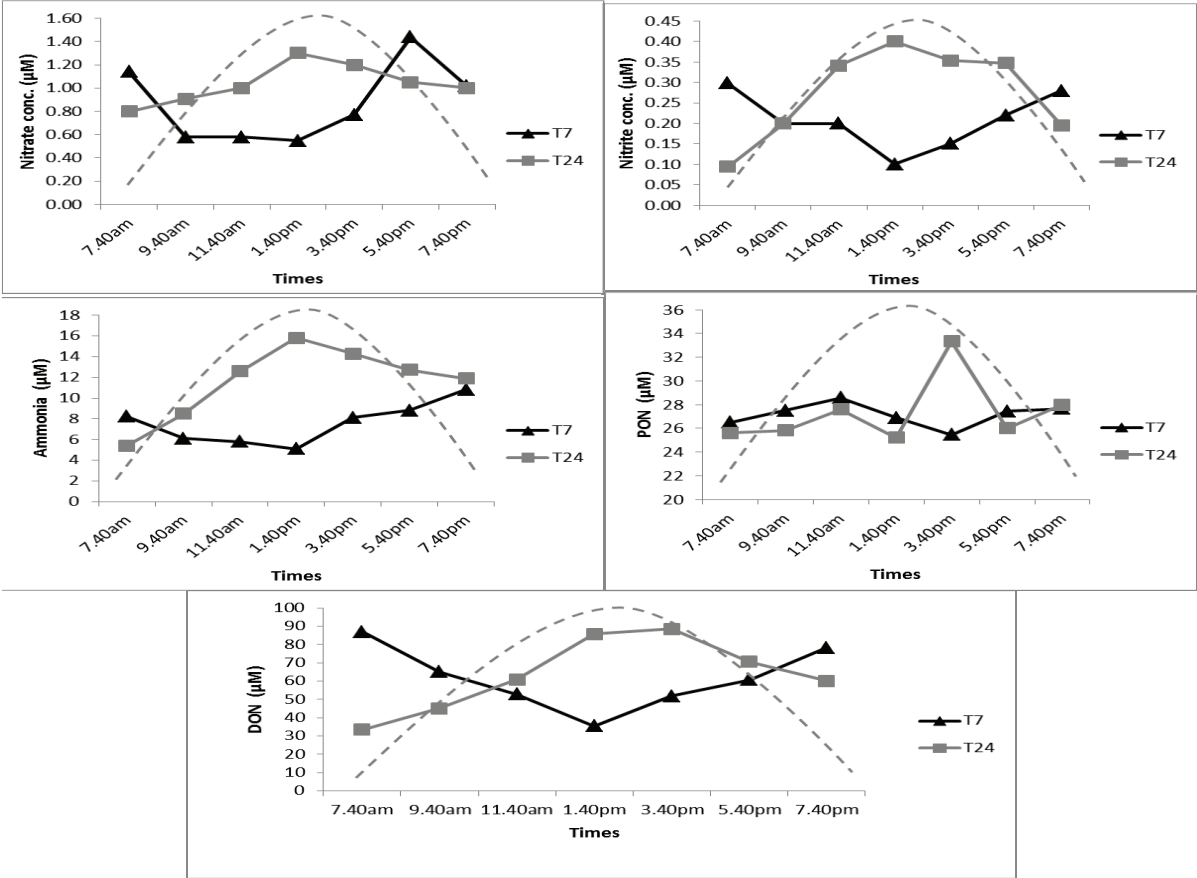 Nitrate conc. (µM)
1.60
1.40
1.20
1.00
0.80
0.60
0.40
0.20
0.00
7.40am 9.40am 11.40am 1.40pm 3.40pm 5.40pm 7.40pm
Times
T7
T24
Nitrite conc. (µM)
0.45
0.40
0.35
0.30
0.25
0.20
0.15
0.10
0.05
0.00
7.40am 9.40am 11.40am 1.40pm 3.40pm 5.40pm 7.40pm
Times
T7
T24
Ammonia (µM)
18
16
14
12
10
8
6
4
2
0
7.40am 9.40am 11.40am 1.40pm 3.40pm 5.40pm 7.40pm
Times
T7
T24
PON (µM)
36
34
32
30
28
26
24
22
20
7.40am 9.40am 11.40am 1.40pm 3.40pm 5.40pm 7.40pm
Times
T7
T24
DON (µM)
100
90
80
70
60
50
40
30
20
10
0
7.40am 9.40am 11.40am 1.40pm 3.40pm 5.40pm 7.40pm
Times
T7
T24